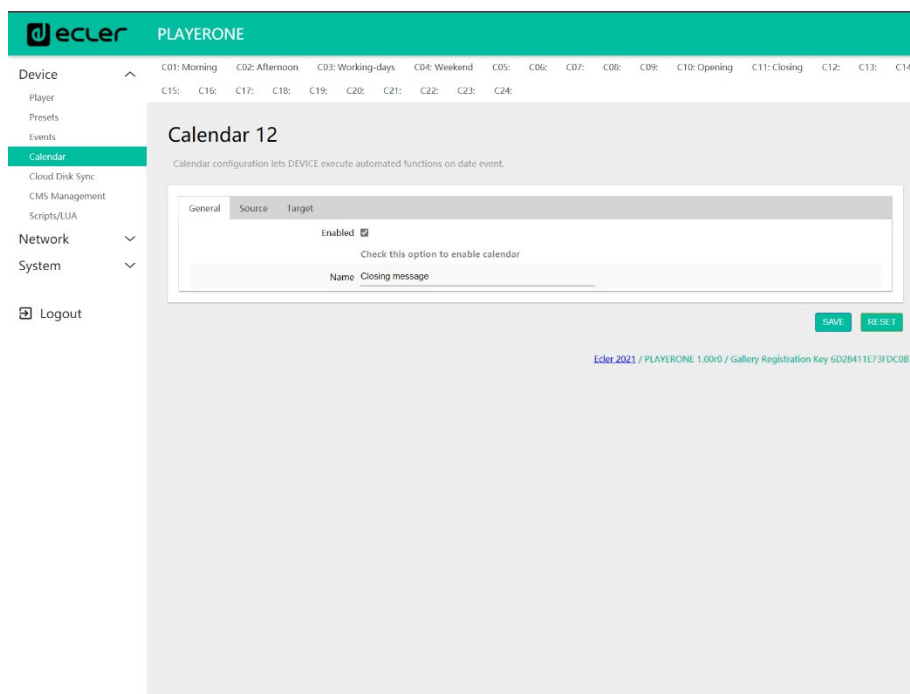 ecler
PLAYERONE
Device
Player
Presets
Events
Calendar
Cloud Disk Sync
CMS Management
Scripts/LUA
Network
System
Logout
C01: Morning C02: Afternoon C03: Working-days C04: Weekend C05: C06: C07: C08: C09: C10: Opening C11: Closing C12: C13: C14
C15: C16: C17: C18: C19: C20: C21: C22: C23: C24:
Calendar 12
Calendar configuration lets DEVICE execute automated functions on date event.
General Source Target
Enabled
Check this option to enable calendar
Name Closing message
SAVE RESET
Ecler 2021 / PLAYERONE 1.00r0 / Gallery Registration Key